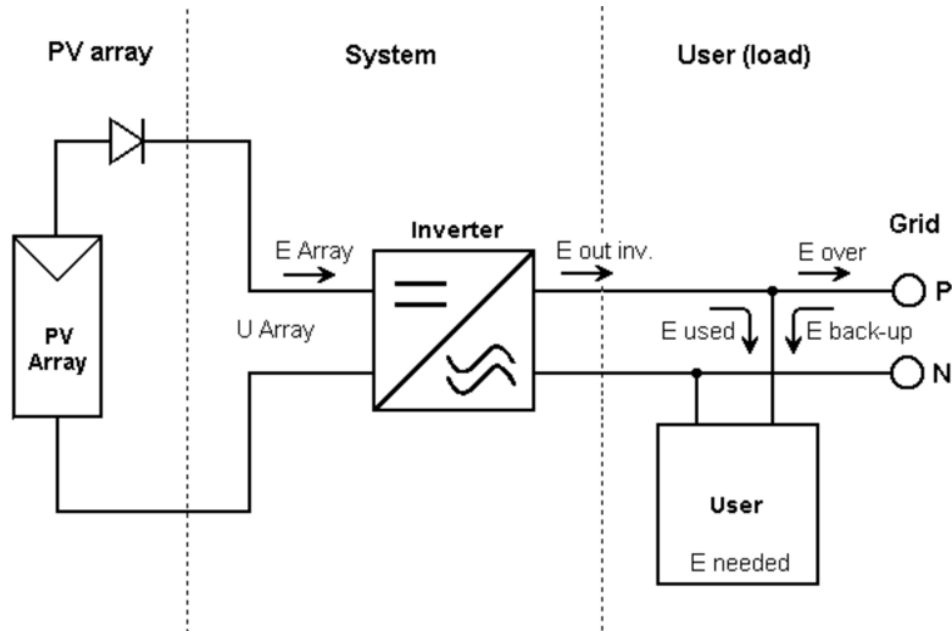 PV array
System
User (load)
Inverter
Grid
E Array
E out inv.
E over
P
U Array
E used
E back-up
PV
Array
N
User
E needed